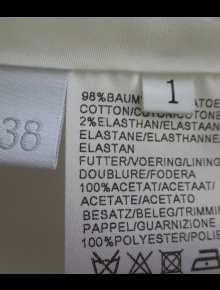 38
1
98%BAUM
COTTON/COTON/COTONE
2%ELASTHAN/ELASTAAN
ELASTANE/ELASTHANNE
ELASTAN
FUTTER/VOERING/LINING
DOUBLURE/FODERA
100%ACETAT/ACETAAT/
ACETATE/ACETATO
BESATZ/BELEG/TRIMMIN
PAPPEL/GUARNIZIONE
100%POLYESTER/POLIE